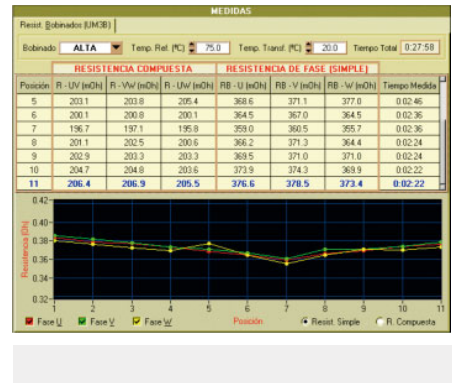 MEDIDAS
Resist. Bobinados (UM3B)
Bobinado ALTA Temp. Ref. (ºC) 75.0 Temp. Transf. (ºC) 20.0 Tiempo Total 0:27:58
RESISTENCIA COMPUESTA RESISTENCIA DE FASE (SIMPLE)
Posición R - UV (mOh) R - VW (mOh) R - UW (mOh) RB - U (mOh) RB - V (mOh) RB - W (mOh) Tiempo Medida
5 203.1 203.8 205.4 368.6 371.1 377.0 0:02:46
6 200.1 200.8 200.1 364.5 367.0 364.5 0:02:36
7 196.7 197.1 195.8 359.0 360.5 355.7 0:02:36
8 201.1 202.5 200.6 366.2 371.3 364.4 0:02:24
9 202.9 203.3 203.3 369.5 371.0 371.0 0:02:24
10 204.7 204.8 203.6 373.9 374.3 369.9 0:02:22
11 206.4 206.9 205.5 376.6 378.5 373.4 0:02:22
Resistencia (Oh)
0.42
0.40
0.38
0.36
0.34
0.32
1 2 3 4 5 6 7 8 9 10 11
Fase U Fase V Fase W Posición Resist. Simple R. Compuesta